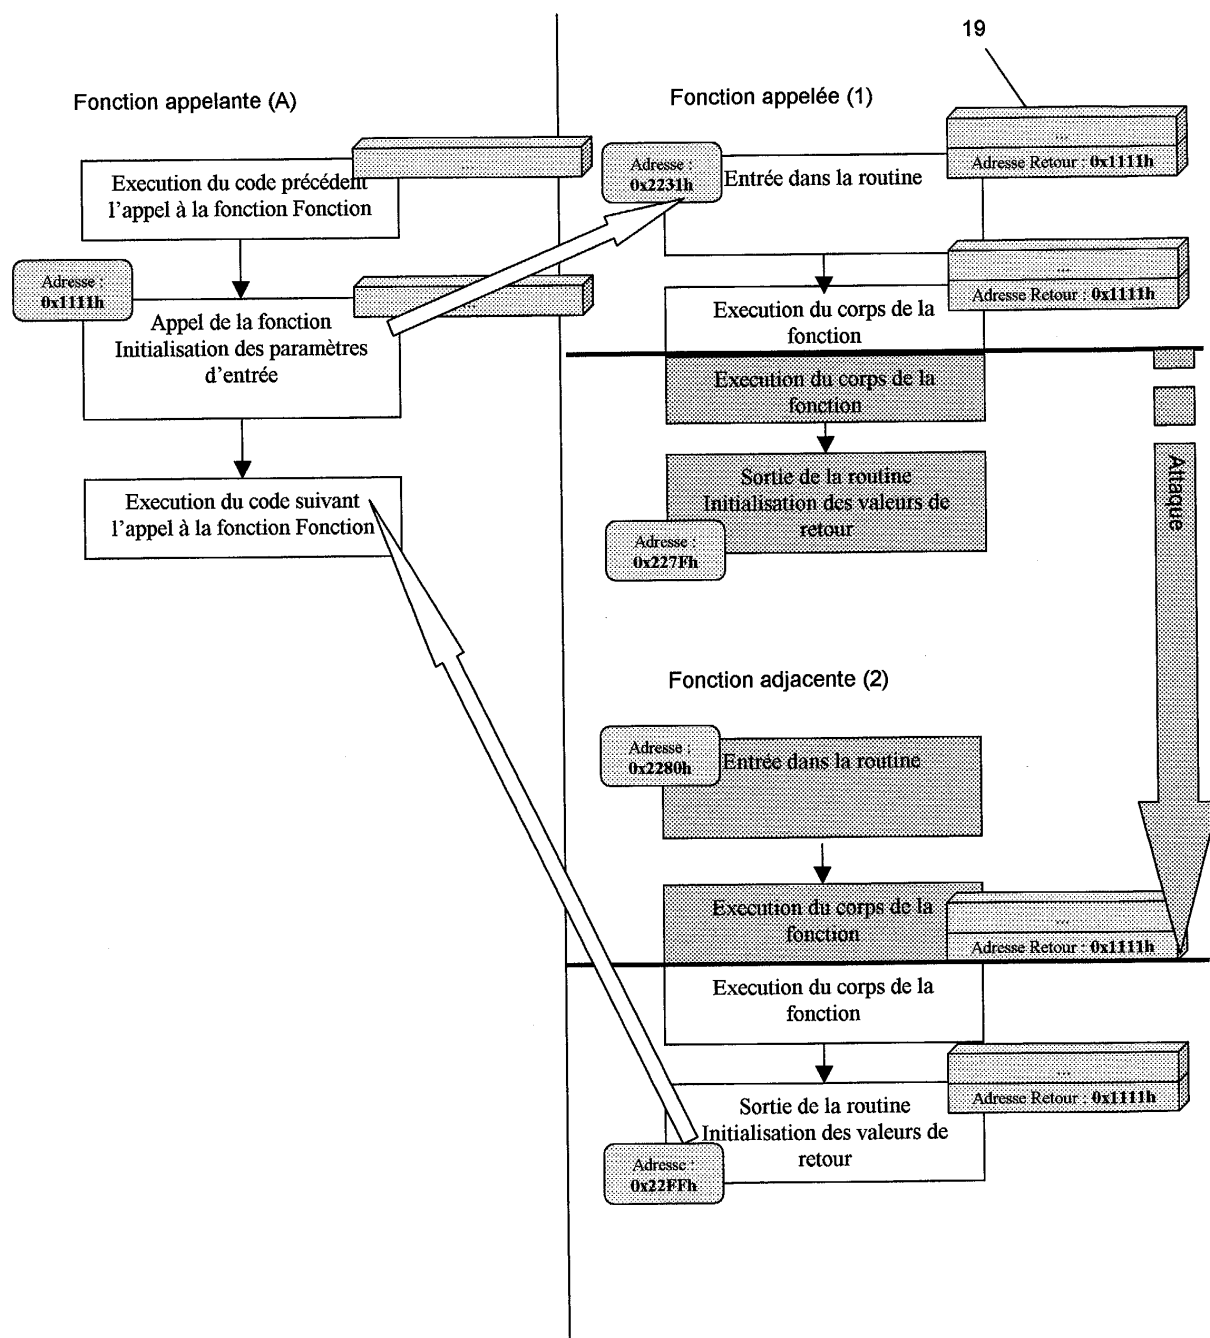 19
Fonction appelante (A)
Fonction appelée (1)
...
Execution du code précédent
l'appel à la fonction Fonction
Adresse :
0x1111h
...
Appel de la fonction
Initialisation des paramètres
d'entrée
Execution du code suivant
l'appel à la fonction Fonction
...
Adresse Retour : 0x1111h
Adresse :
0x2231h
Entrée dans la routine
...
Adresse Retour : 0x1111h
Execution du corps de la
fonction
Execution du corps de la
fonction
Sortie de la routine
Initialisation des valeurs de
retour
Adresse :
0x227Fh
Attaque
Fonction adjacente (2)
Adresse :
0x2280h
Entrée dans la routine
Execution du corps de la
fonction
...
Adresse Retour : 0x1111h
Execution du corps de la
fonction
...
Adresse Retour : 0x1111h
Sortie de la routine
Initialisation des valeurs de
retour
Adresse :
0x22FFh